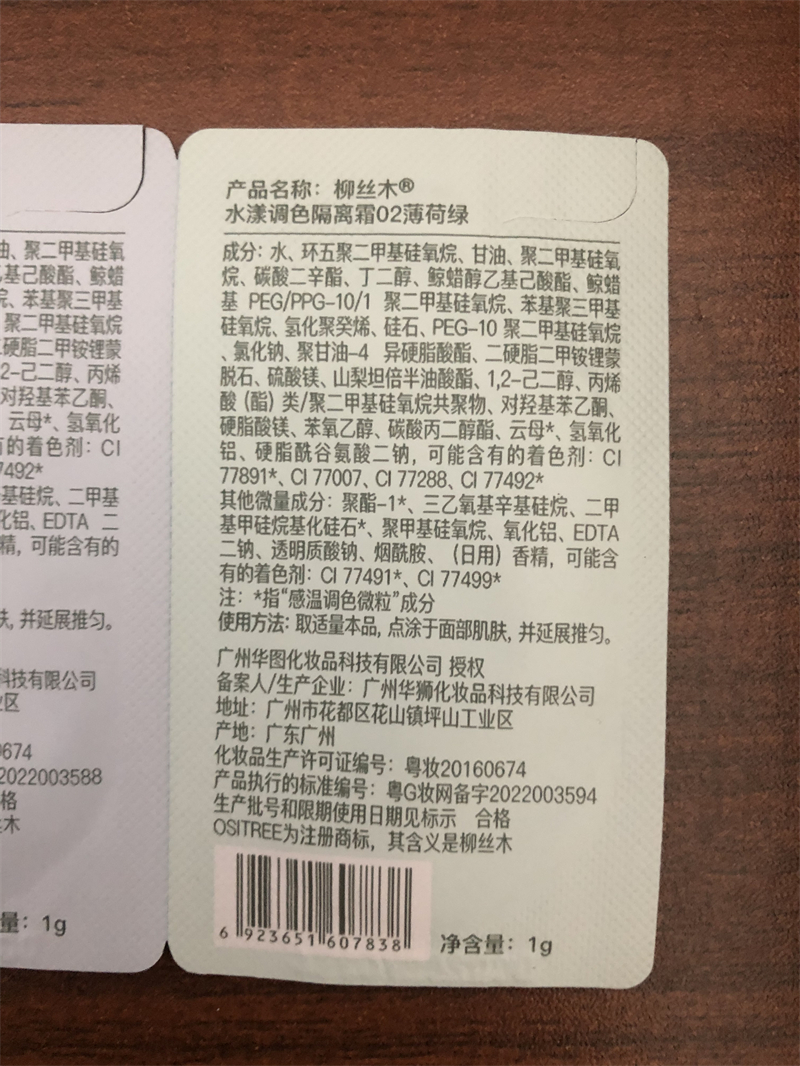 油、聚二甲基硅氧
乙基己酸酯、鲸蜡
烷、苯基聚三甲基
聚二甲基硅氧烷
二硬脂二甲铵锂蒙
2-己二醇、丙烯
对羟基苯乙酮、
云母*、氢氧化
有的着色剂：CI
77492*
基硅烷、二甲基
化铝、EDTA 二
精，可能含有的
肤，并延展推匀。
科技有限公司
业区
0674
2022003588
格
丝木
量：1g
产品名称：柳丝木®
水漾调色隔离霜02薄荷绿
成分：水、环五聚二甲基硅氧烷、甘油、聚二甲基硅氧
烷、碳酸二辛酯、丁二醇、鲸蜡醇乙基己酸酯、鲸蜡
基 PEG/PPG-10/1 聚二甲基硅氧烷、苯基聚三甲基
硅氧烷、氢化聚癸烯、硅石、PEG-10 聚二甲基硅氧烷
、氯化钠、聚甘油-4 异硬脂酸酯、二硬脂二甲铵锂蒙
脱石、硫酸镁、山梨坦倍半油酸酯、1,2-己二醇、丙烯
酸（酯）类/聚二甲基硅氧烷共聚物、对羟基苯乙酮、
硬脂酸镁、苯氧乙醇、碳酸丙二醇酯、云母*、氢氧化
铝、硬脂酰谷氨酸二钠，可能含有的着色剂：CI
77891*、CI 77007、CI 77288、CI 77492*
其他微量成分：聚酯-1*、三乙氧基辛基硅烷、二甲
基甲硅烷基化硅石*、聚甲基硅氧烷、氧化铝、EDTA
二钠、透明质酸钠、烟酰胺、（日用）香精，可能含
有的着色剂：CI 77491*、CI 77499*
注：*指“感温调色微粒”成分
使用方法：取适量本品，点涂于面部肌肤，并延展推匀。
广州华图化妆品科技有限公司 授权
备案人/生产企业：广州华狮化妆品科技有限公司
地址：广州市花都区花山镇坪山工业区
产地：广东广州
化妆品生产许可证编号：粤妆20160674
产品执行的标准编号：粤G妆网备字2022003594
生产批号和限期使用日期见标示 合格
OSITREE为注册商标，其含义是柳丝木
6 923651 607838
净含量：1g